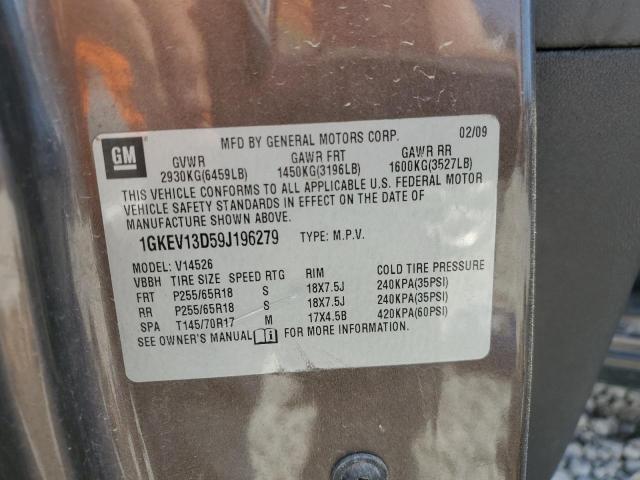 GM
MFD BY GENERAL MOTORS CORP. 02/09
GVWR GAWR FRT GAWR RR
2930KG(6459LB) 1450KG(3196LB) 1600KG(3527LB)
THIS VEHICLE CONFORMS TO ALL APPLICABLE U.S. FEDERAL MOTOR
VEHICLE SAFETY STANDARDS IN EFFECT ON THE DATE OF
MANUFACTURE SHOWN ABOVE.
1GKEV13D59J196279 TYPE: M.P.V.
MODEL: V14526
VBBH TIRE SIZE SPEED RTG RIM COLD TIRE PRESSURE
FRT P255/65R18 S 18X7.5J 240KPA(35PSI)
RR P255/65R18 S 18X7.5J 240KPA(35PSI)
SPA T145/70R17 M 17X4.5B 420KPA(60PSI)
SEE OWNER'S MANUAL FOR MORE INFORMATION.